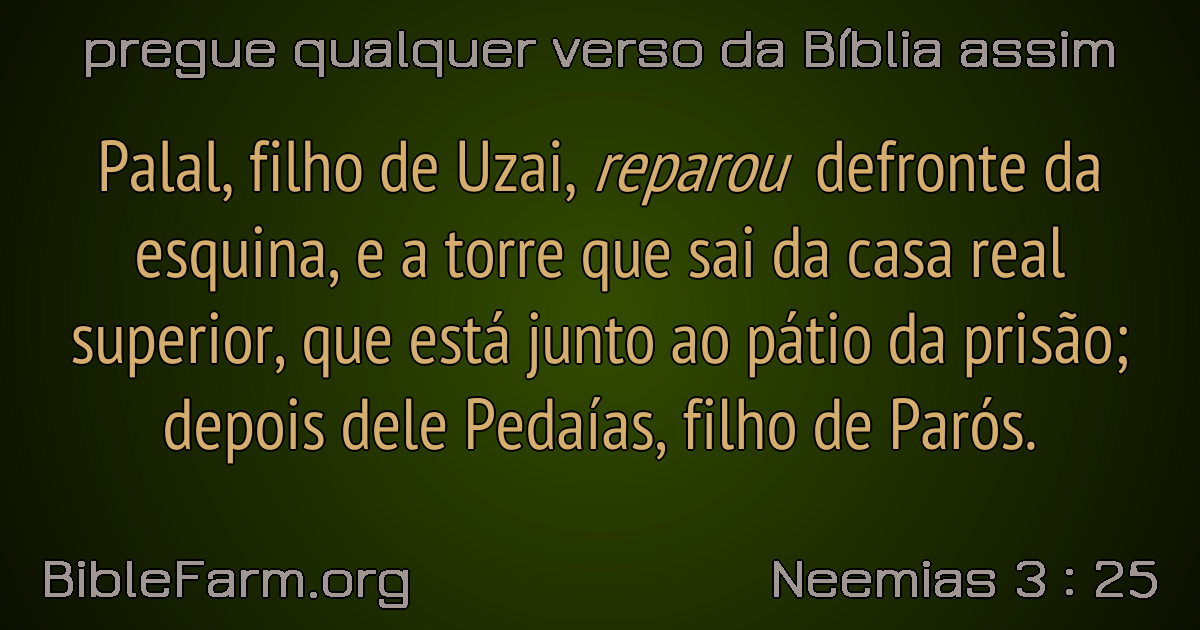 pregue qualquer verso da Bíblia assim
Palal, filho de Uzai, reparou defronte da
esquina, e a torre que sai da casa real
superior, que está junto ao pátio da prisão;
depois dele Pedaías, filho de Parós.
BibleFarm.org
Neemias 3 : 25